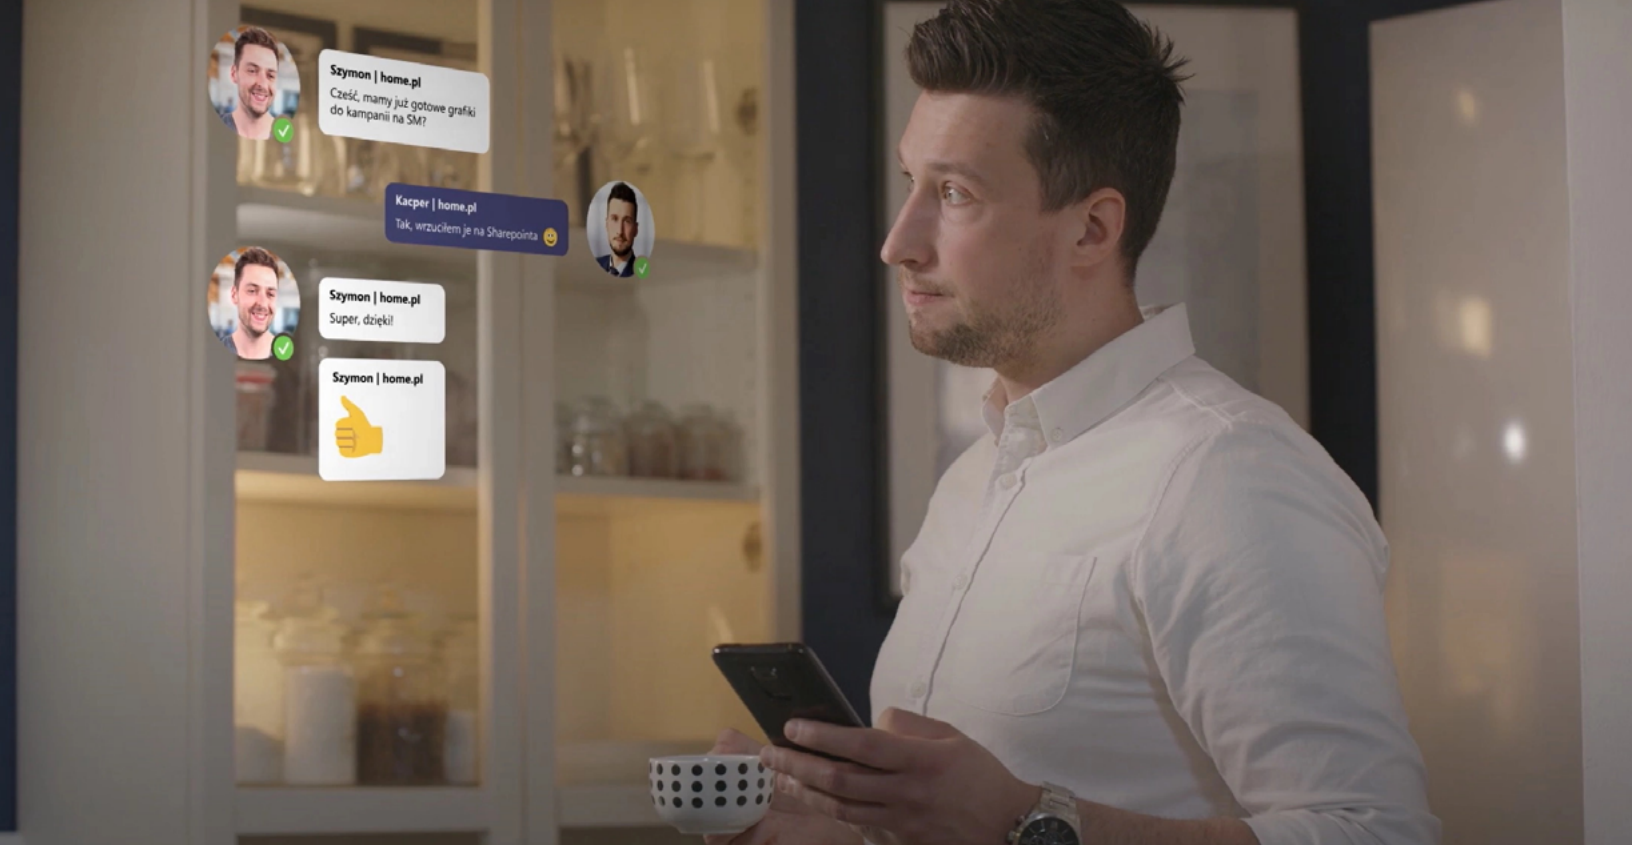 Szymon | home.pl
Cześć, mamy już gotowe grafiki
do kampanii na SM?
Kacper | home.pl
Tak, wrzuciłem je na Sharepointa
Szymon | home.pl
Super, dzięki!
Szymon | home.pl